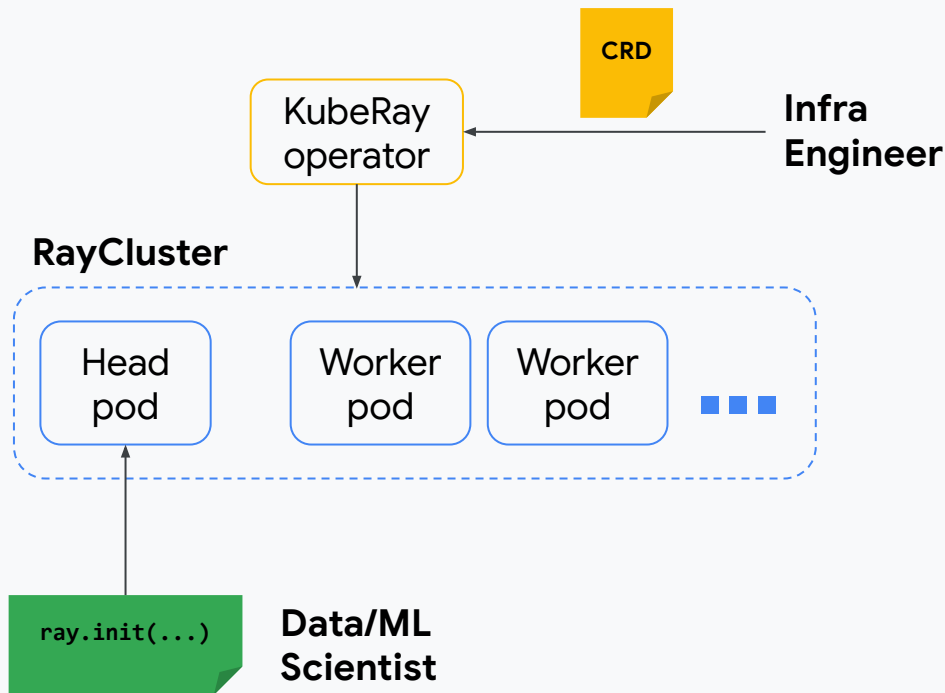 CRD
KubeRay
operator
Infra
Engineer
RayCluster
Head
pod
Worker
pod
Worker
pod
ray.init(...)
Data/ML
Scientist